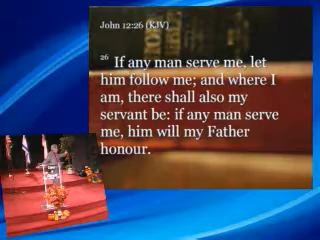 John 12:26 (KJV)
26 If any man serve me, let
him follow me; and where I
am, there shall also my
servant be: if any man serve
me, him will my Father
honour.